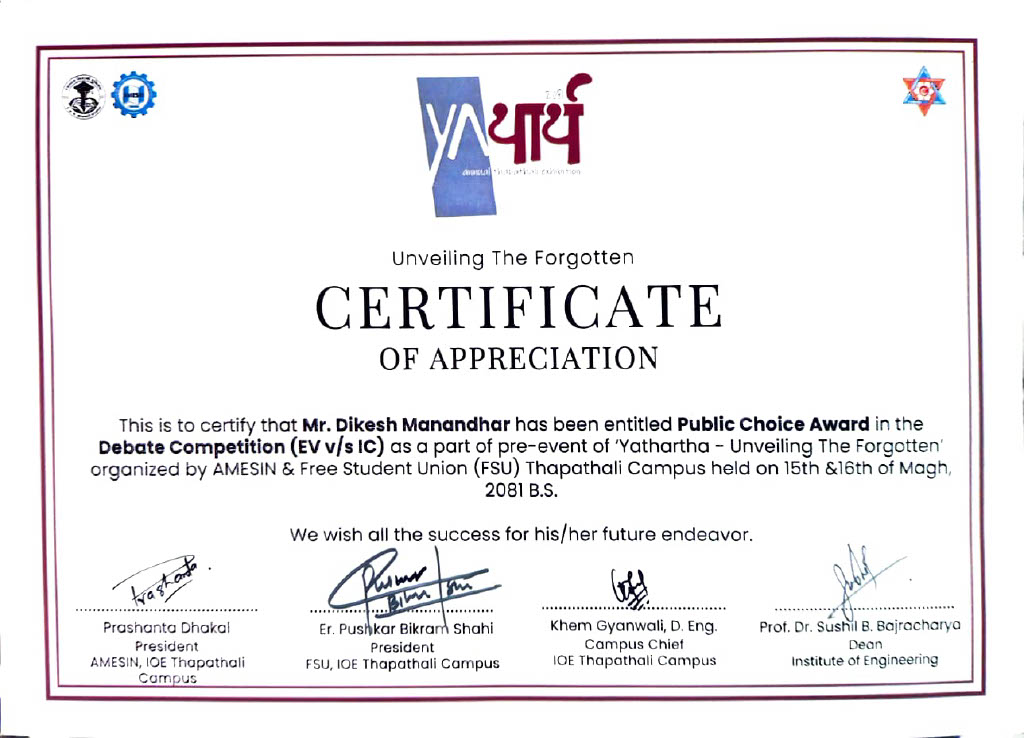 YAथार्थ
Unveiling The Forgotten
CERTIFICATE
OF APPRECIATION
This is to certify that Mr. Dikesh Manandhar has been entitled Public Choice Award in the
Debate Competition (EV v/s IC) as a part of pre-event of ‘Yathartha - Unveiling The Forgotten’
organized by AMESIN & Free Student Union (FSU) Thapathali Campus held on 15th &16th of Magh,
2081 B.S.
We wish all the success for his/her future endeavor.
Prashanta
Prashanta Dhakal
President
AMESIN, IOE Thapathali
Campus
Er. Pushkar Bikram Shahi
President
FSU, IOE Thapathali Campus
Khem Gyanwali, D. Eng.
Campus Chief
IOE Thapathali Campus
Prof. Dr. Sushil B. Bajracharya
Dean
Institute of Engineering